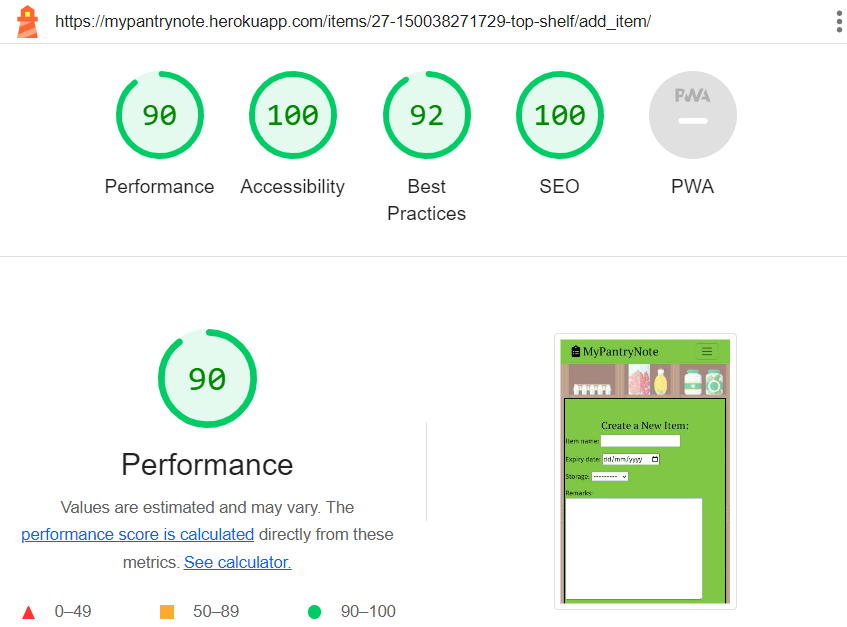 https://mypantrynote.herokuapp.com/items/27-150038271729-top-shelf/add_item/
90 100 92 100 PWA
Performance Accessibility Best Practices SEO PWA
90
Performance
Values are estimated and may vary. The
performance score is calculated directly from these
metrics. See calculator.
0–49 50–89 90–100
MyPantryNote
Create a New Item:
Item name:
Expiry date: dd/mm/yyyy
Storage: ---------
Remarks: